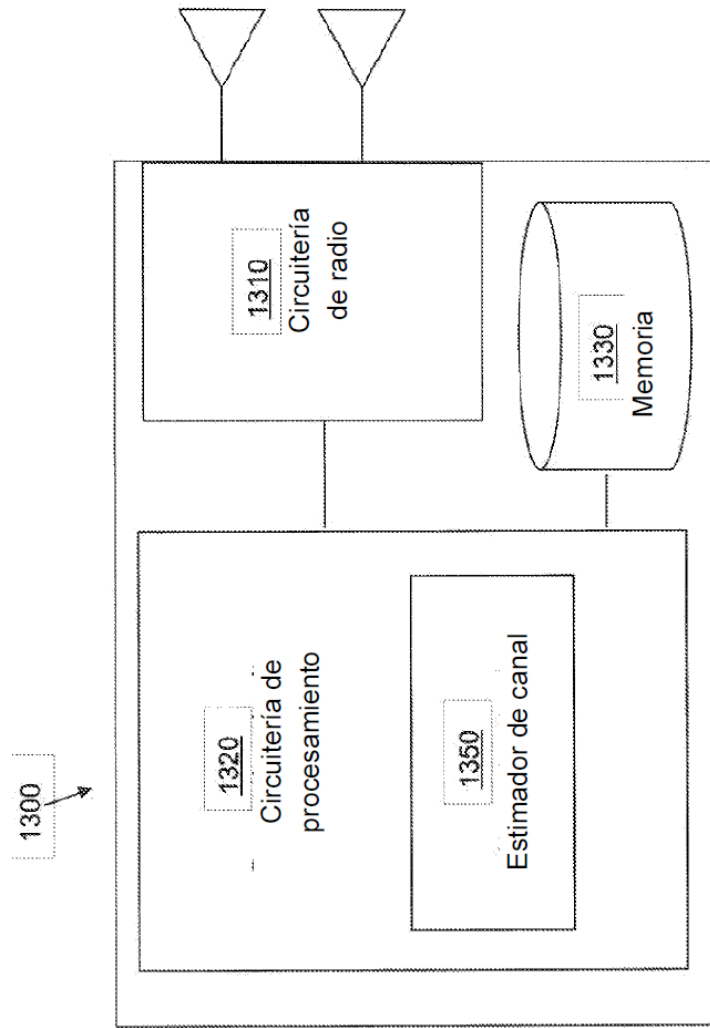 1300
1320
Circuitería de
procesamiento
1350
Estimador de canal
1310
Circuitería
de radio
1330
Memoria